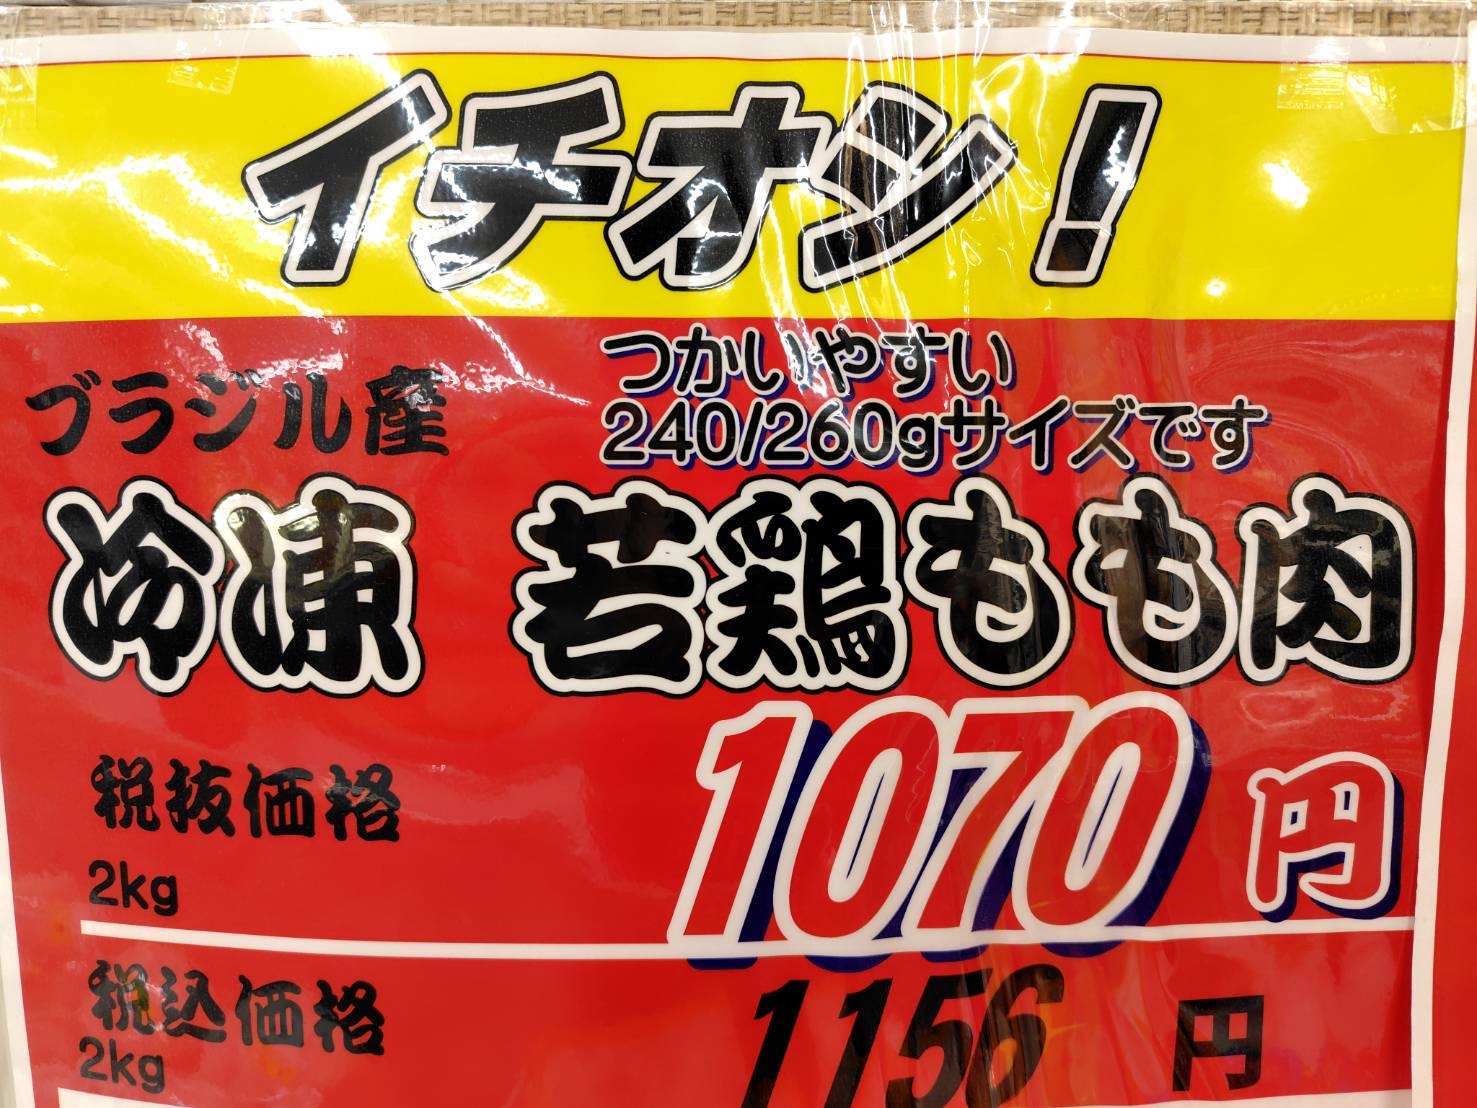 イチオシ!
つかいやすい
ブラジル産 240/260gサイズです
冷凍 若鶏もも肉
税抜価格 1070円
2kg
税込価格 1156円
2kg